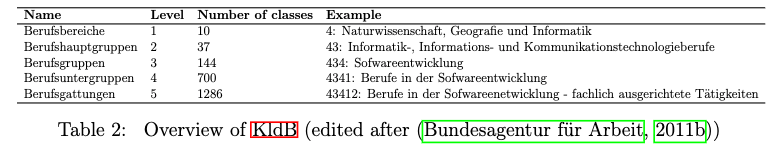 Name Level Number of classes Example
Berufsbereiche 1 10 4: Naturwissenschaft, Geografie und Informatik
Berufshauptgruppen 2 37 43: Informatik-, Informations- und Kommunikationstechnologieberufe
Berufsgruppen 3 144 434: Sofwareentwicklung
Berufsuntergruppen 4 700 4341: Berufe in der Sofwareentwicklung
Berufsgattungen 5 1286 43412: Berufe in der Sofwareenetwicklung - fachlich ausgerichtete Tätigkeiten
Table 2: Overview of KldB (edited after (Bundesagentur für Arbeit, 2011b))